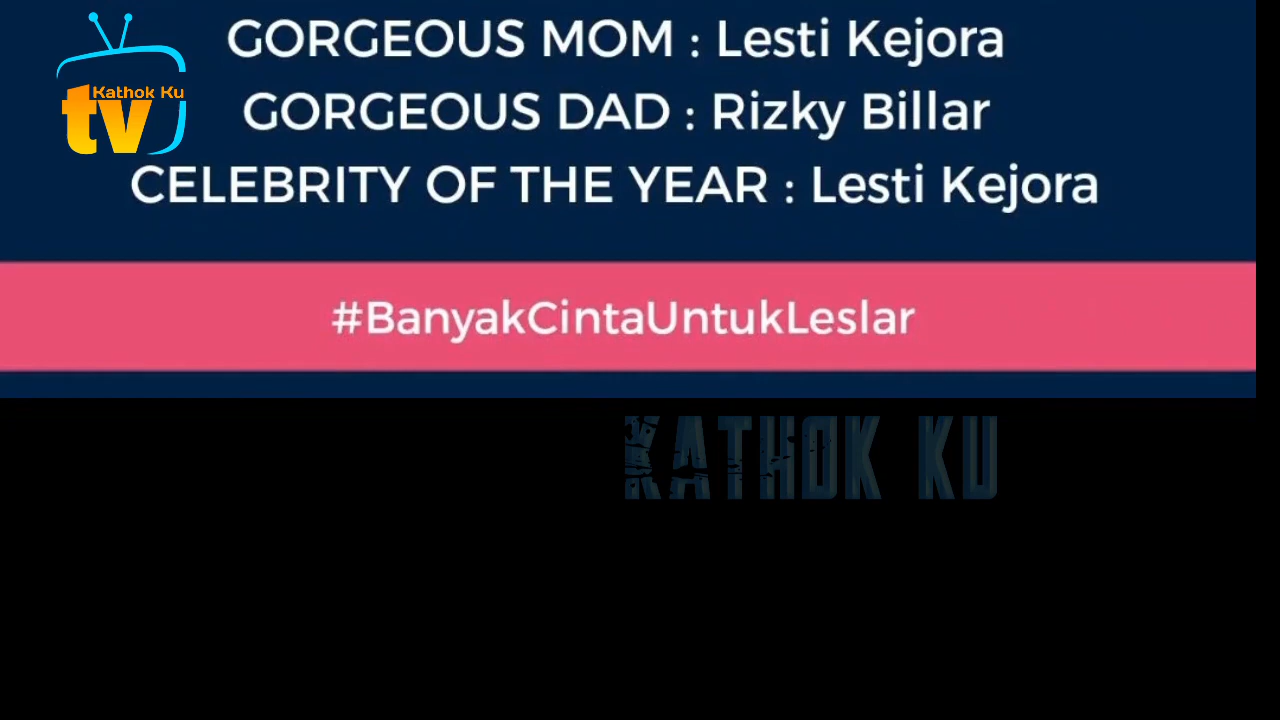 GORGEOUS MOM : Lesti Kejora
Kathok Ku
tv
GORGEOUS DAD : Rizky Billar
CELEBRITY OF THE YEAR : Lesti Kejora
#BanyakCintaUntukLeslar
KATHOK KU